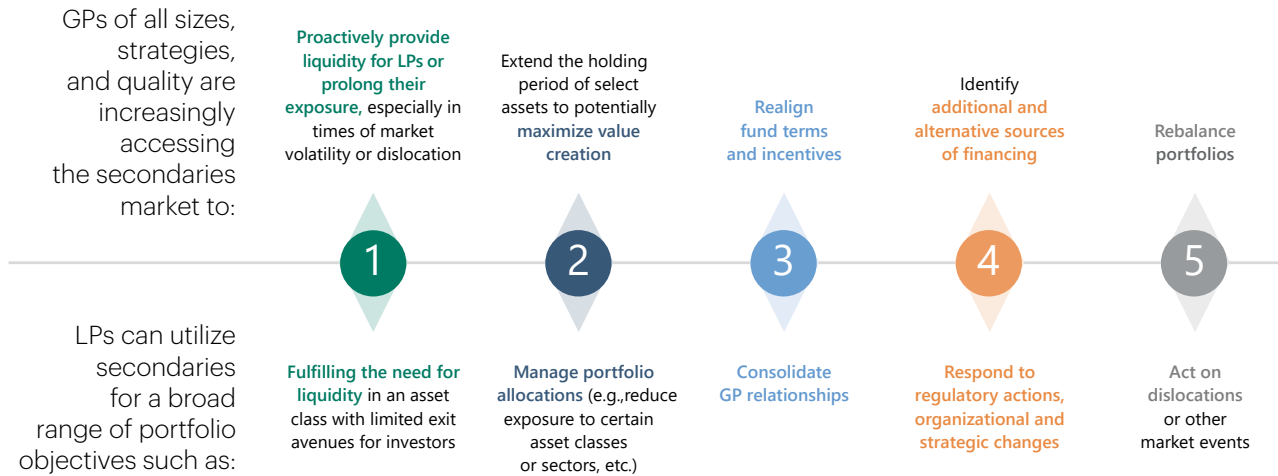 GPs of all sizes,
strategies,
and quality are
increasingly
accessing
the secondaries
market to:
Proactively provide
liquidity for LPs or
prolong their
exposure, especially in
times of market
volatility or dislocation
Extend the holding
period of select
assets to potentially
maximize value
creation
Realign
fund terms
and incentives
Identify
additional and
alternative sources
of financing
Rebalance
portfolios
1
2
3
4
5
LPs can utilize
secondaries
for a broad
range of portfolio
objectives such as:
Fulfilling the need for
liquidity in an asset
class with limited exit
avenues for investors
Manage portfolio
allocations (e.g.,reduce
exposure to certain
asset classes
or sectors, etc.)
Consolidate
GP relationships
Respond to
regulatory actions,
organizational and
strategic changes
Act on
dislocations
or other
market events